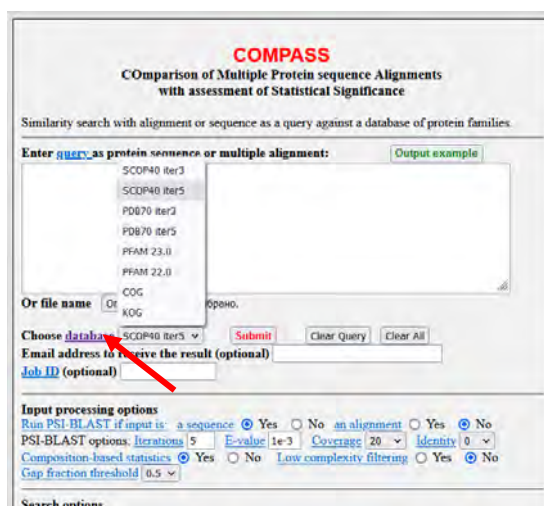 COMPASS
COmparison of Multiple Protein sequence Alignments
with assessment of Statistical Significance
Similarity search with alignment or sequence as a query against a database of protein families
Enter query as protein sequence or multiple alignment: Output example
SCOP40 iter3
SCOP40 iter5
PDB70 iter3
PDB70 iter5
PFAM 23.0
PFAM 22.0
COG
KOG
Or file name
Choose database SCOP40 iter5 Submit Clear Query Clear All
Email address to receive the result (optional)
Job ID (optional)
Input processing options
Run PSI-BLAST if input is: a sequence Yes No an alignment Yes No
PSI-BLAST options: Iterations 5 E-value 1e-3 Coverage 20 Identity 0
Composition-based statistics Yes No Low complexity filtering Yes No
Gap fraction threshold 0.5
Search options